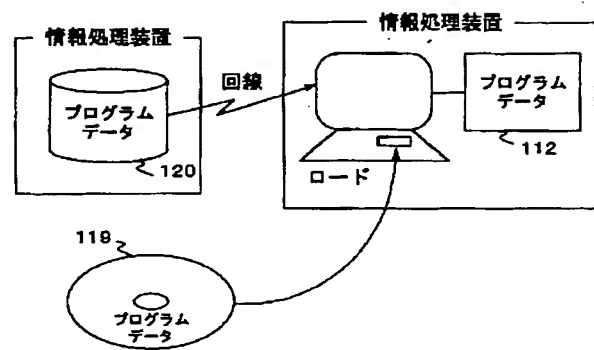 情報処理装置
プログラム
データ
120
回線
情報処理装置
プログラム
データ
112
ロード
119
プログラム
データ